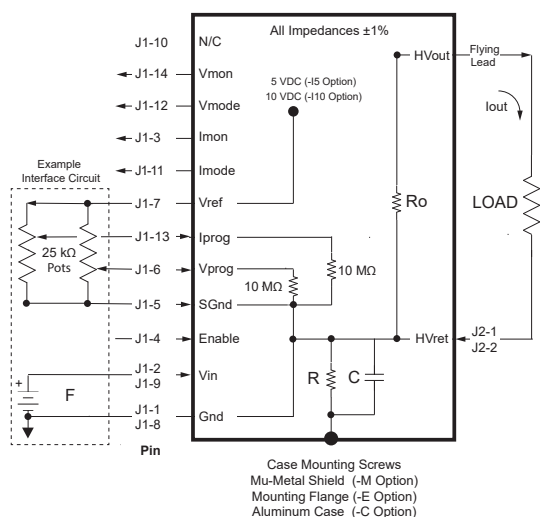 All Impedances ±1%
J1-10 N/C
J1-14 Vmon
J1-12 Vmode
J1-3 Imon
J1-11 Imode
J1-7 Vref
J1-13 Iprog
J1-6 Vprog
J1-5 SGnd
J1-4 Enable
J1-2
J1-9
Vin
J1-1
J1-8
Gnd
Pin
Example
Interface Circuit
25 kΩ
Pots
+
F
5 VDC (-I5 Option)
10 VDC (-I10 Option)
10 MΩ
10 MΩ
R
C
Ro
HVout
HVret
Flying
Lead
Iout
LOAD
J2-1
J2-2
Case Mounting Screws
Mu-Metal Shield (-M Option)
Mounting Flange (-E Option)
Aluminum Case (-C Option)